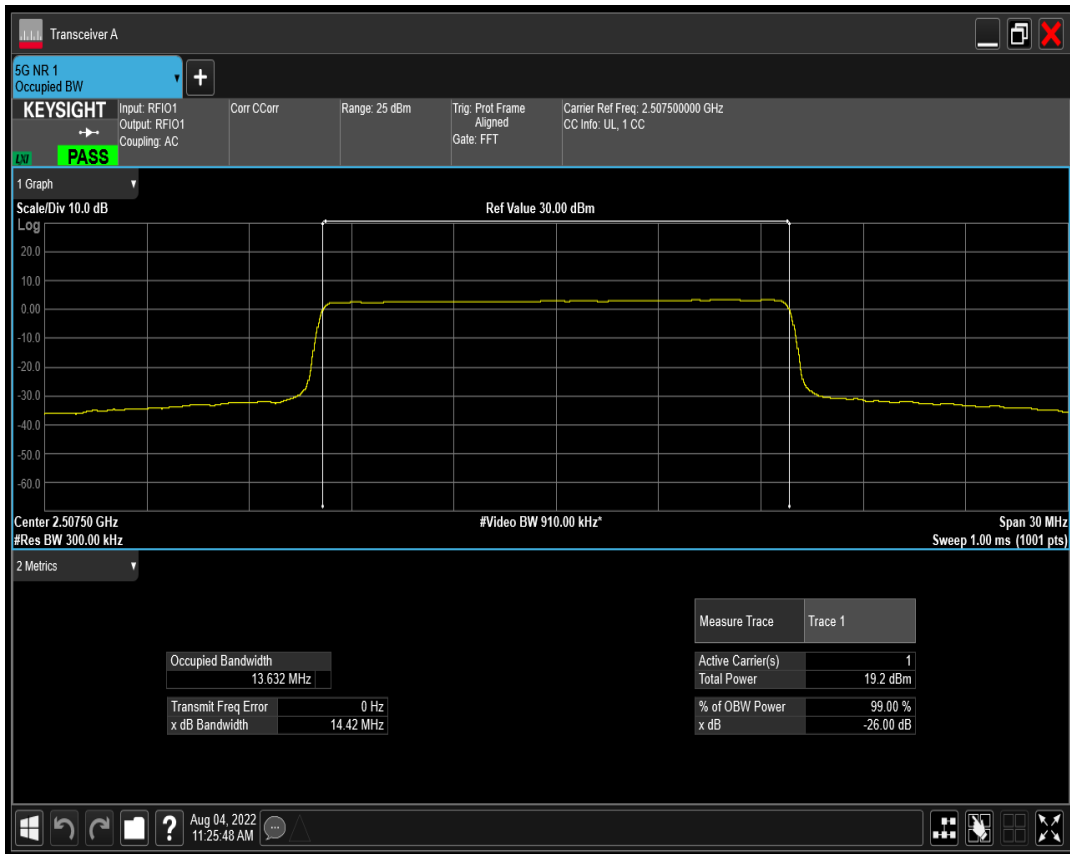 Transceiver A
5G NR 1
Occupied BW
+
KEYSIGHT
LXI
PASS
Input: RFIO1
Output: RFIO1
Coupling: AC
Corr CCorr
Range: 25 dBm
Trig: Prot Frame
Aligned
Gate: FFT
Carrier Ref Freq: 2.507500000 GHz
CC Info: UL, 1 CC
1 Graph
Scale/Div 10.0 dB
Ref Value 30.00 dBm
Log
20.0
10.0
0.00
-10.0
-20.0
-30.0
-40.0
-50.0
-60.0
Center 2.50750 GHz
#Video BW 910.00 kHz*
Span 30 MHz
#Res BW 300.00 kHz
Sweep 1.00 ms (1001 pts)
2 Metrics
Measure Trace Trace 1
Occupied Bandwidth
13.632 MHz
Active Carrier(s) 1
Total Power 19.2 dBm
Transmit Freq Error 0 Hz
x dB Bandwidth 14.42 MHz
% of OBW Power 99.00 %
x dB -26.00 dB
?
Aug 04, 2022
11:25:48 AM